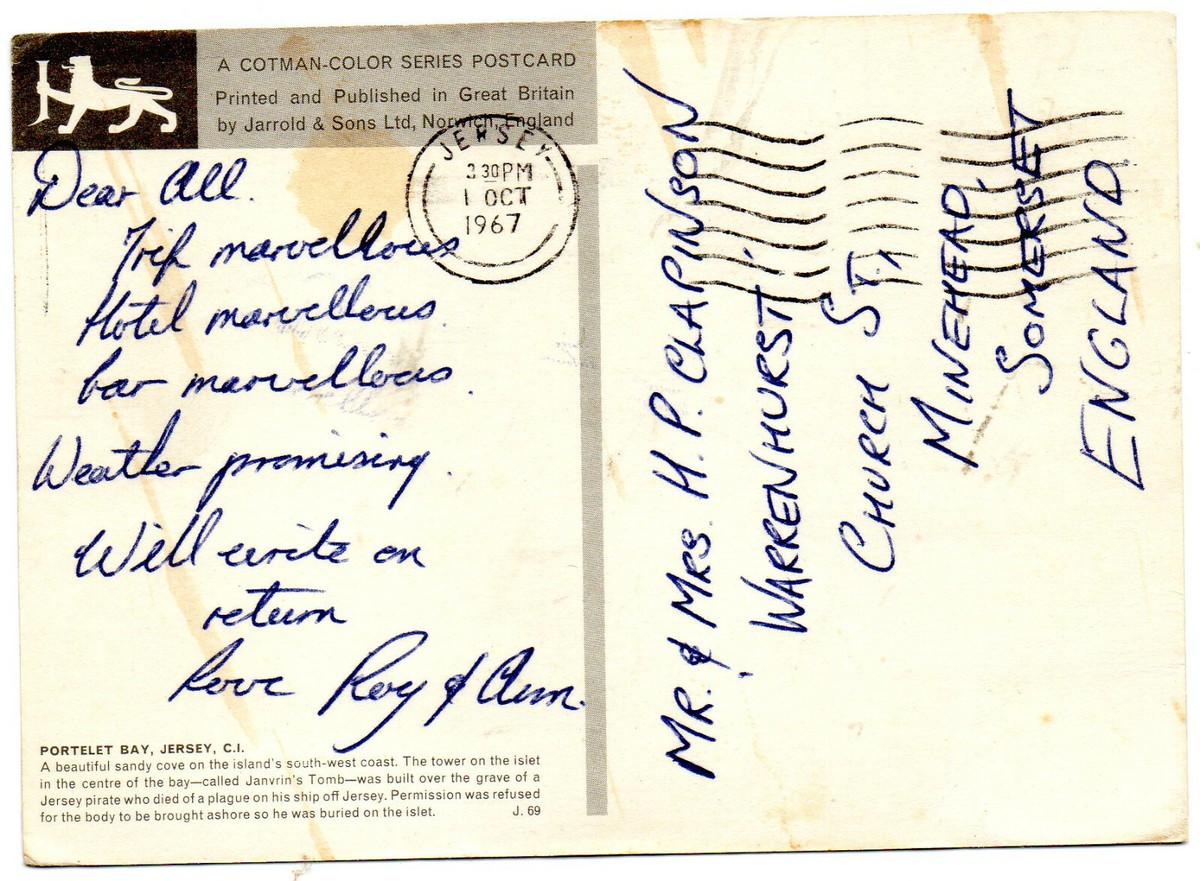 A COTMAN-COLOR SERIES POSTCARD
Printed and Published in Great Britain
by Jarrold & Sons Ltd, Norwich, England
JERSEY
3 30 PM
1 OCT
1967
Dear All.
Trip marvellous
Hotel marvellous.
bar marvellous.
Weather promising.
Will write on
return
Love Roy & Ann.
PORTELET BAY, JERSEY, C.I.
A beautiful sandy cove on the island's south-west coast. The tower on the islet
in the centre of the bay—called Janvrin's Tomb—was built over the grave of a
Jersey pirate who died of a plague on his ship off Jersey. Permission was refused
for the body to be brought ashore so he was buried on the islet. J. 69
MR. & MRS. H. P. CLAPINSON
WARRENHURST.
CHURCH ST.,
MINEHEAD,
SOMERSET
ENGLAND